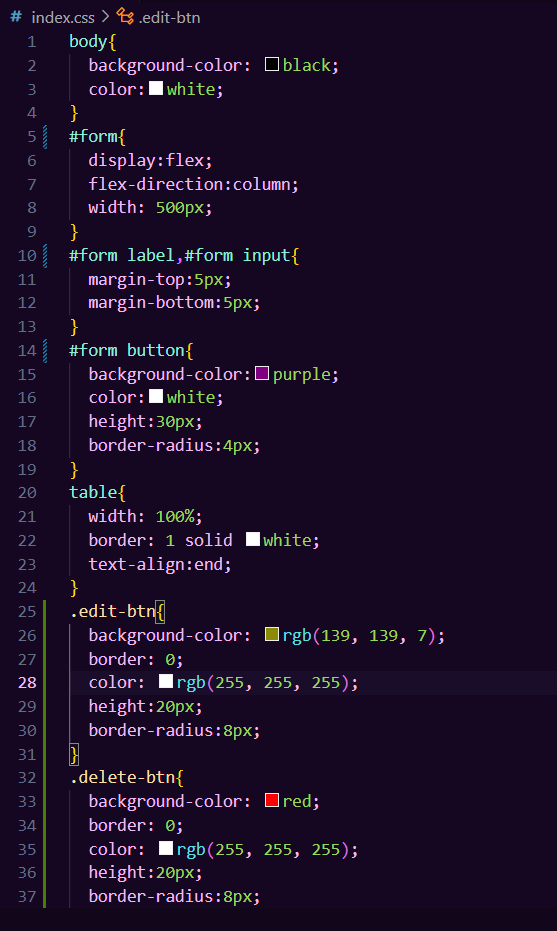 # index.css > .edit-btn
1 body{
2 background-color: black;
3 color: white;
4 }
5 #form{
6 display:flex;
7 flex-direction:column;
8 width: 500px;
9 }
10 #form label,#form input{
11 margin-top:5px;
12 margin-bottom:5px;
13 }
14 #form button{
15 background-color: purple;
16 color: white;
17 height:30px;
18 border-radius:4px;
19 }
20 table{
21 width: 100%;
22 border: 1 solid white;
23 text-align:end;
24 }
25 .edit-btn{
26 background-color: rgb(139, 139, 7);
27 border: 0;
28 color: rgb(255, 255, 255);
29 height:20px;
30 border-radius:8px;
31 }
32 .delete-btn{
33 background-color: red;
34 border: 0;
35 color: rgb(255, 255, 255);
36 height:20px;
37 border-radius:8px;